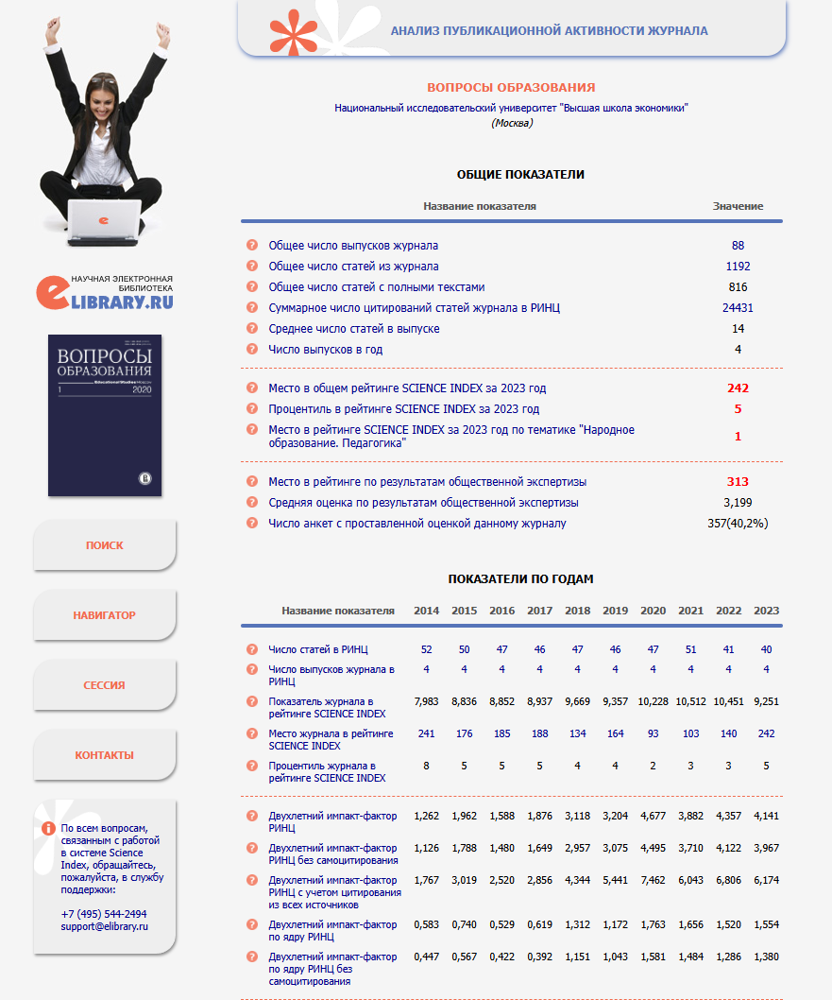 АНАЛИЗ ПУБЛИКАЦИОННОЙ АКТИВНОСТИ ЖУРНАЛА
ВОПРОСЫ ОБРАЗОВАНИЯ
Национальный исследовательский университет "Высшая школа экономики"
(Москва)
НАУЧНАЯ ЭЛЕКТРОННАЯ
БИБЛИОТЕКА
eLIBRARY.RU
ВОПРОСЫ
ОБРАЗОВАНИЯ
Educational Studies Moscow
1 2020
ПОИСК
НАВИГАТОР
СЕССИЯ
КОНТАКТЫ
По всем вопросам,
связанным с работой
в системе Science
Index, обращайтесь,
пожалуйста, в службу
поддержки:
+7 (495) 544-2494
support@elibrary.ru
ОБЩИЕ ПОКАЗАТЕЛИ
Название показателя Значение
Общее число выпусков журнала 88
Общее число статей из журнала 1192
Общее число статей с полными текстами 816
Суммарное число цитирований статей журнала в РИНЦ 24431
Среднее число статей в выпуске 14
Число выпусков в год 4
Место в общем рейтинге SCIENCE INDEX за 2023 год 242
Процентиль в рейтинге SCIENCE INDEX за 2023 год 5
Место в рейтинге SCIENCE INDEX за 2023 год по тематике "Народное
образование. Педагогика" 1
Место в рейтинге по результатам общественной экспертизы 313
Средняя оценка по результатам общественной экспертизы 3,199
Число анкет с проставленной оценкой данному журналу 357(40,2%)
ПОКАЗАТЕЛИ ПО ГОДАМ
Название показателя 2014 2015 2016 2017 2018 2019 2020 2021 2022 2023
Число статей в РИНЦ 52 50 47 46 47 46 47 51 41 40
Число выпусков журнала в 4 4 4 4 4 4 4 4 4 4
РИНЦ
Показатель журнала в 7,983 8,836 8,852 8,937 9,669 9,357 10,228 10,512 10,451 9,251
рейтинге SCIENCE INDEX
Место журнала в рейтинге 241 176 185 188 134 164 93 103 140 242
SCIENCE INDEX
Процентиль журнала в 8 5 5 5 4 4 2 3 3 5
рейтинге SCIENCE INDEX
Двухлетний импакт-фактор 1,262 1,962 1,588 1,876 3,118 3,204 4,677 3,882 4,357 4,141
РИНЦ
Двухлетний импакт-фактор 1,126 1,788 1,480 1,649 2,957 3,075 4,495 3,710 4,122 3,967
РИНЦ без самоцитирования
Двухлетний импакт-фактор 1,767 3,019 2,520 2,856 4,344 5,441 7,462 6,043 6,806 6,174
РИНЦ с учетом цитирования
из всех источников
Двухлетний импакт-фактор 0,583 0,740 0,529 0,619 1,312 1,172 1,763 1,656 1,520 1,554
по ядру РИНЦ
Двухлетний импакт-фактор 0,447 0,567 0,422 0,392 1,151 1,043 1,581 1,484 1,286 1,380
по ядру РИНЦ без
самоцитирования